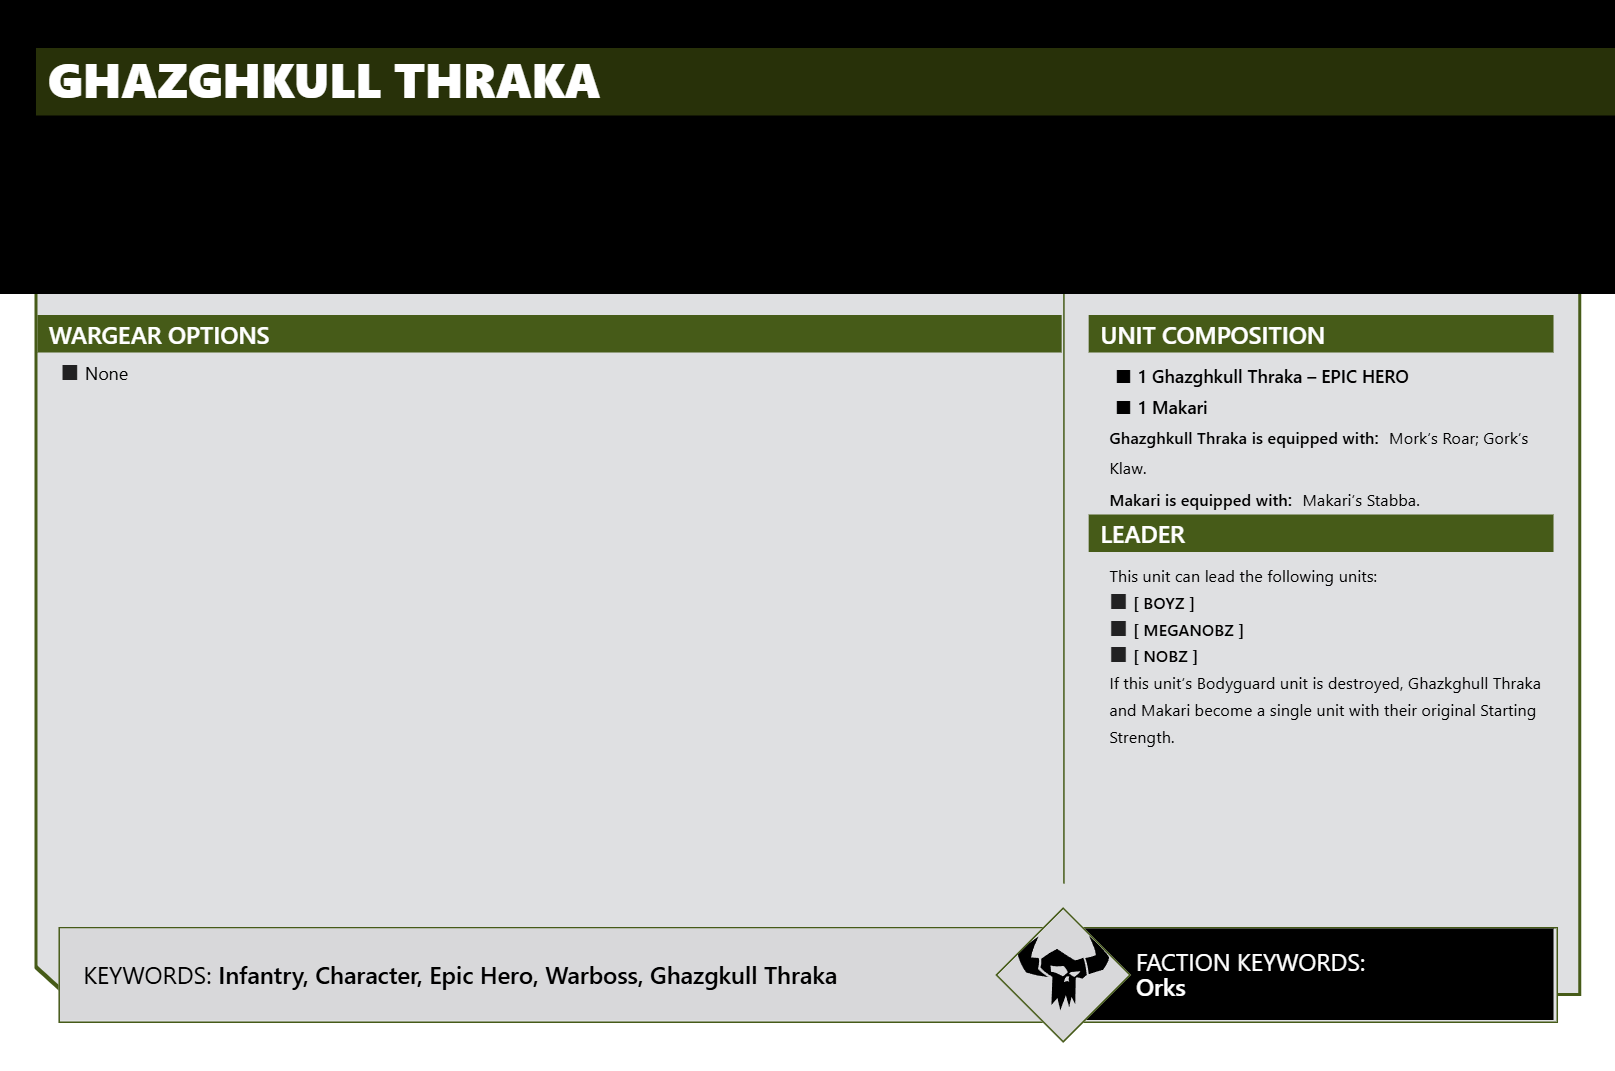 GHAZGHKULL THRAKA
WARGEAR OPTIONS
None
UNIT COMPOSITION
1 Ghazghkull Thraka – EPIC HERO
1 Makari
Ghazghkull Thraka is equipped with: Mork’s Roar; Gork’s
Klaw.
Makari is equipped with: Makari’s Stabba.
LEADER
This unit can lead the following units:
[ BOYZ ]
[ MEGANOBZ ]
[ NOBZ ]
If this unit’s Bodyguard unit is destroyed, Ghazkghull Thraka
and Makari become a single unit with their original Starting
Strength.
KEYWORDS: Infantry, Character, Epic Hero, Warboss, Ghazgkull Thraka
FACTION KEYWORDS:
Orks